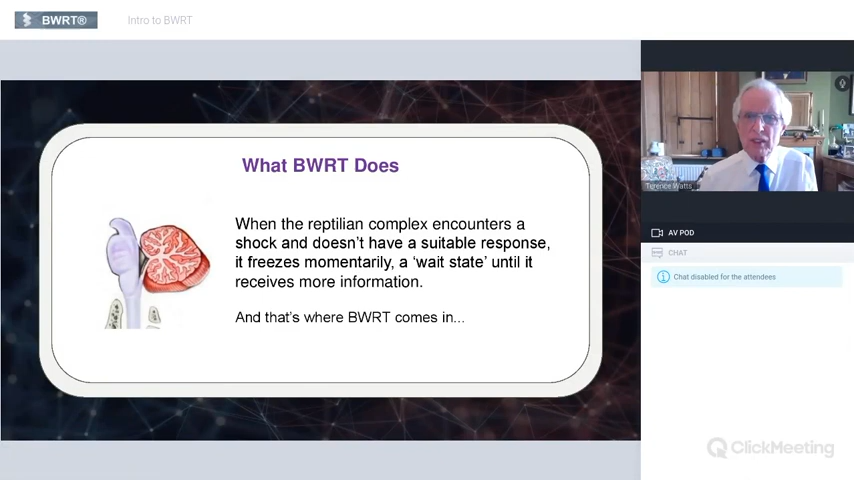 BWRT®
Intro to BWRT
What BWRT Does
When the reptilian complex encounters a
shock and doesn't have a suitable response,
it freezes momentarily, a 'wait state' until it
receives more information.
And that's where BWRT comes in...
Terence Watts
AV POD
CHAT
Chat disabled for the attendees
ClickMeeting